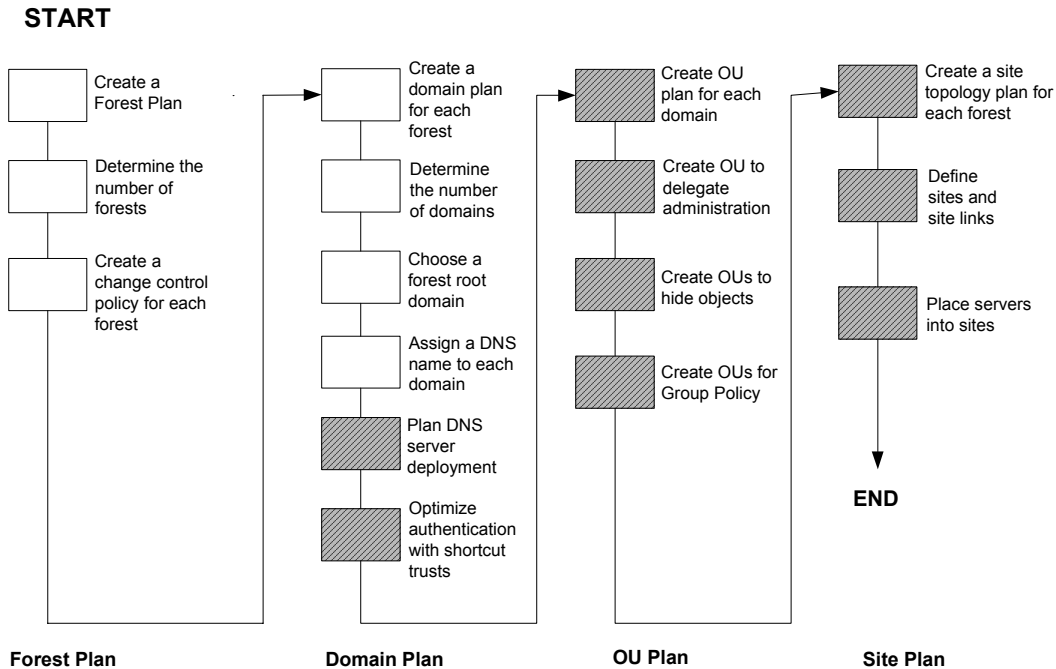 START
Create a
Forest Plan
Determine the
number of
forests
Create a
change control
policy for each
forest
Create a
domain plan
for each
forest
Determine
the number
of domains
Choose a
forest root
domain
Assign a DNS
name to each
domain
Plan DNS
server
deployment
Optimize
authentication
with shortcut
trusts
Create OU
plan for each
domain
Create OU to
delegate
administration
Create OUs to
hide objects
Create OUs for
Group Policy
Create a site
topology plan for
each forest
Define
sites and
site links
Place servers
into sites
END
Forest Plan
Domain Plan
OU Plan
Site Plan